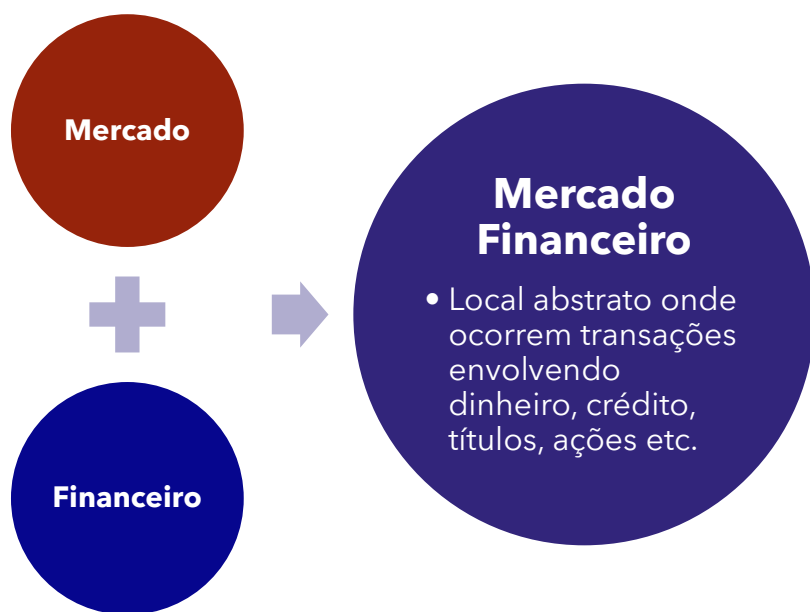 Mercado
Financeiro
Mercado
Financeiro
• Local abstrato onde
ocorrem transações
envolvendo
dinheiro, crédito,
títulos, ações etc.